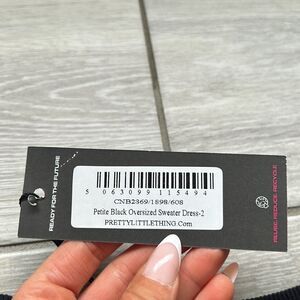 READY FOR THE FUTURE
5 063099 115494
CNB2369/1898/608
Petite Black Oversized Sweater Dress-2
PRETTYLITTLETHING.Com
REUSE. REDUCE. RECYCLE.